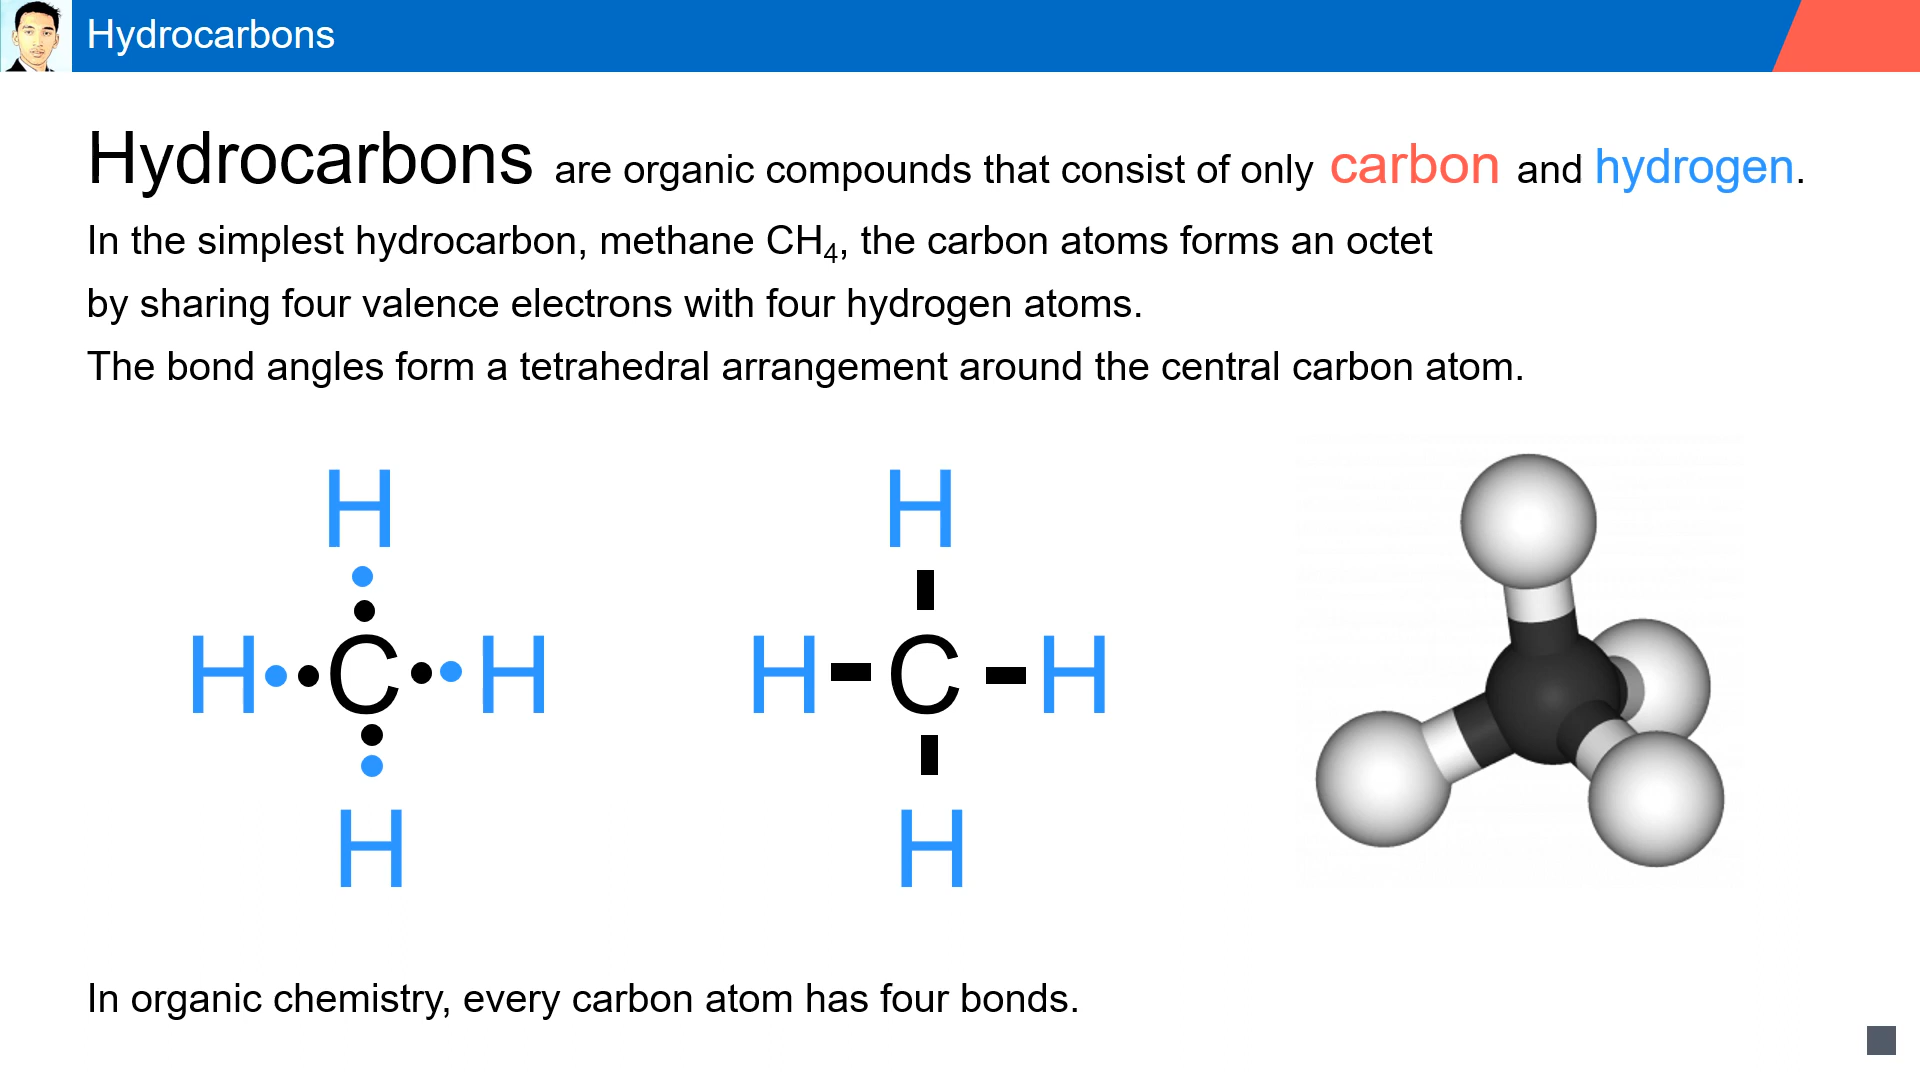 Hydrocarbons
Hydrocarbons are organic compounds that consist of only carbon and hydrogen.
In the simplest hydrocarbon, methane CH₄, the carbon atoms forms an octet
by sharing four valence electrons with four hydrogen atoms.
The bond angles form a tetrahedral arrangement around the central carbon atom.
H H
H C H H C H
H H
In organic chemistry, every carbon atom has four bonds.